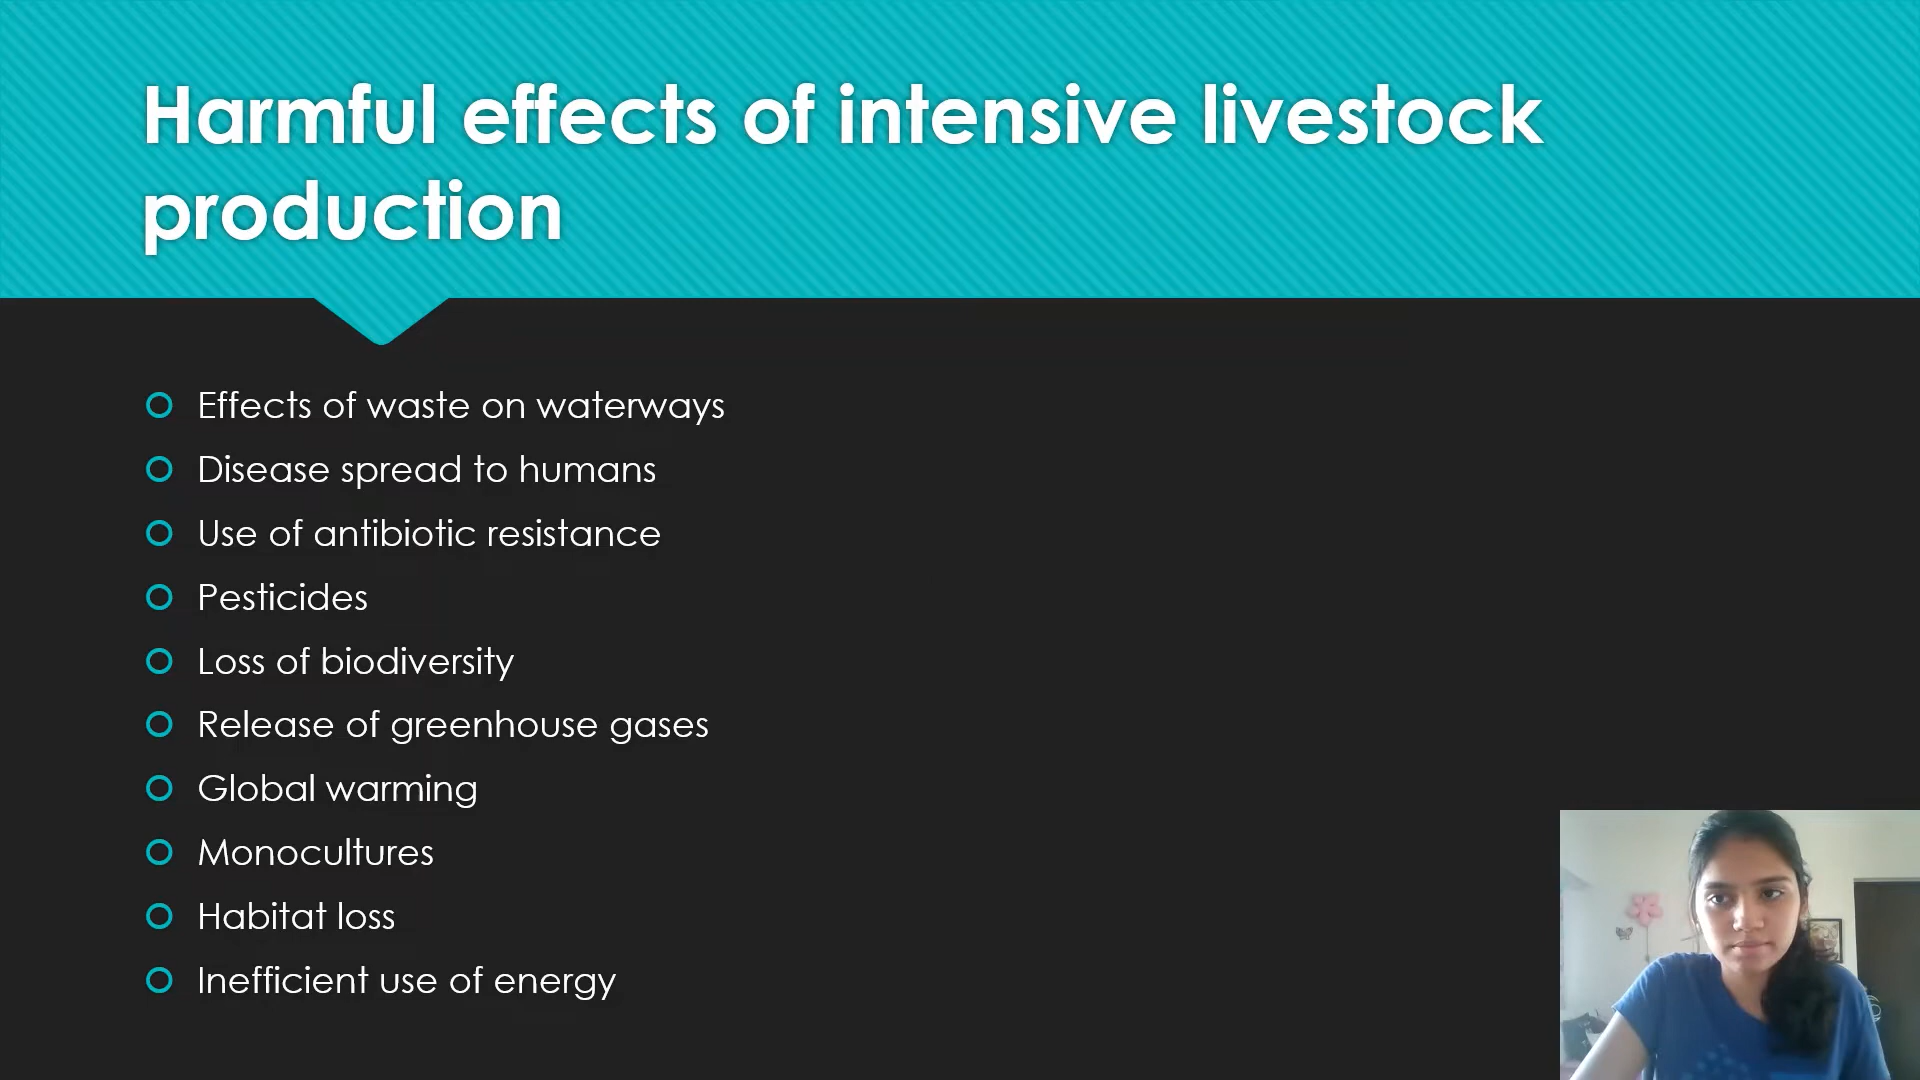 Harmful effects of intensive livestock
production
Effects of waste on waterways
Disease spread to humans
Use of antibiotic resistance
Pesticides
Loss of biodiversity
Release of greenhouse gases
Global warming
Monocultures
Habitat loss
Inefficient use of energy